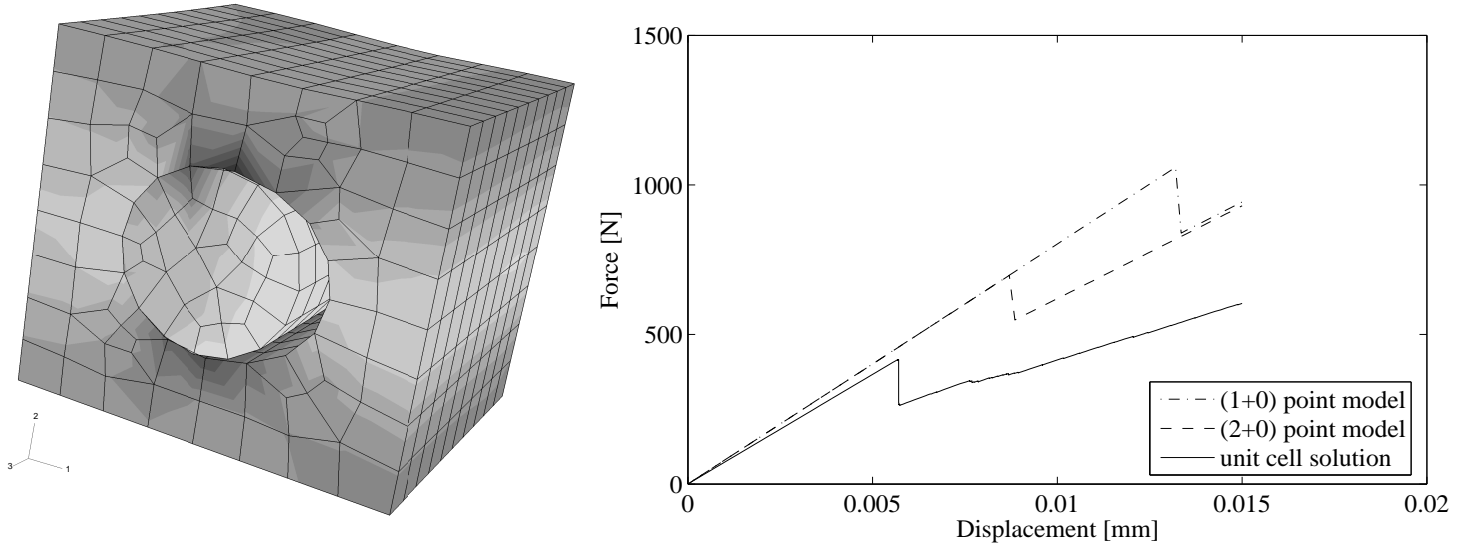 2
3
1
1500
1000
500
0
0
0.005
0.01
0.015
0.02
Force [N]
Displacement [mm]
(1+0) point model
(2+0) point model
unit cell solution